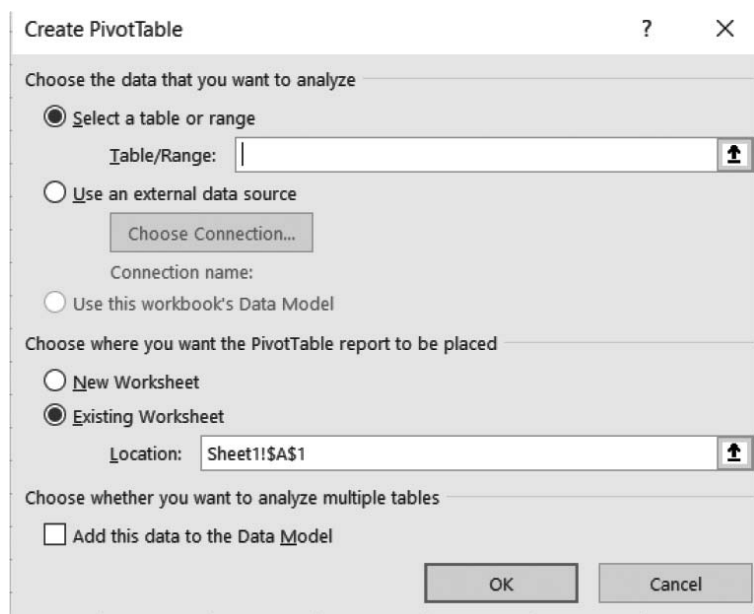 Create PivotTable ?
Choose the data that you want to analyze
Select a table or range
Table/Range:
Use an external data source
Choose Connection...
Connection name:
Use this workbook's Data Model
Choose where you want the PivotTable report to be placed
New Worksheet
Existing Worksheet
Location: Sheet1!$A$1
Choose whether you want to analyze multiple tables
Add this data to the Data Model
OK Cancel